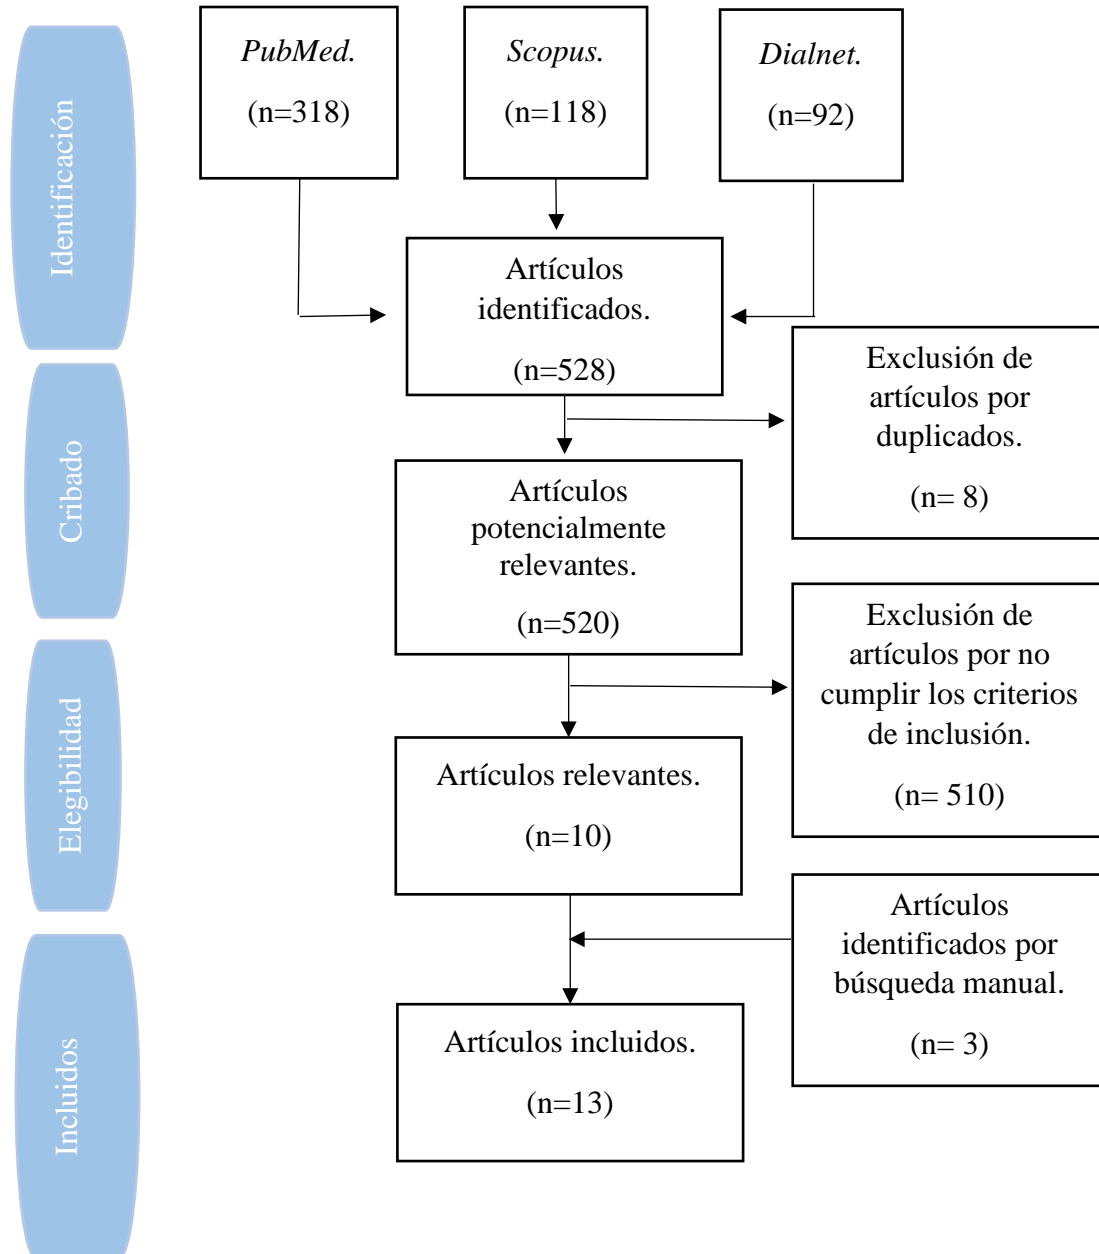 PubMed.
(n=318)
Scopus.
(n=118)
Dialnet.
(n=92)
Identificación
Artículos
identificados.
(n=528)
Exclusión de
artículos por
duplicados.
(n= 8)
Cribado
Artículos
potencialmente
relevantes.
(n=520)
Exclusión de
artículos por no
cumplir los criterios
de inclusión.
(n= 510)
Elegibilidad
Artículos relevantes.
(n=10)
Artículos
identificados por
búsqueda manual.
(n= 3)
Incluidos
Artículos incluidos.
(n=13)